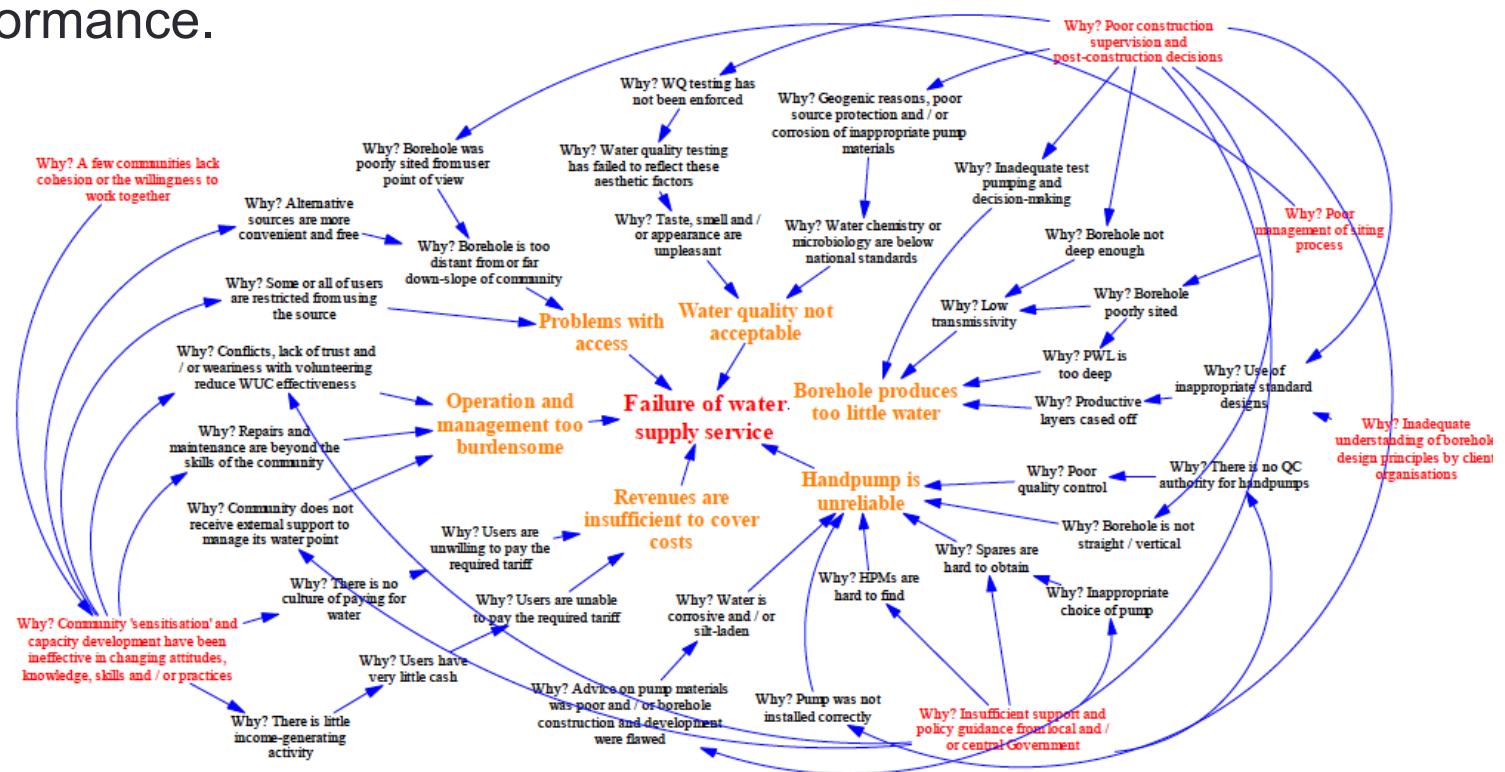 ormance.
Why? Poor construction
supervision and
post-construction decisions
Why? WQ testing has
not been enforced
Why? Geogenic reasons, poor
source protection and / or
corrosion of inappropriate pump
materials
Why? Borehole was
poorly sited from user
point of view
Why? Water quality testing
has failed to reflect these
aesthetic factors
Why? A few communities lack
cohesion or the willingness to
work together
Why? Inadequate test
pumping and
decision-making
Why? Alternative
sources are more
convenient and free
Why? Taste, smell and /
or appearance are
unpleasant
Why? Water chemistry or
microbiology are below
national standards
Why? Poor
management of siting
process
Why? Borehole is too
distant from or far
down-slope of community
Why? Borehole not
deep enough
Why? Some or all of users
are restricted from using
the source
Why? Borehole
poorly sited
Why? Low
transmissivity
Problems with
access
Water quality not
acceptable
Why? Conflicts, lack of trust and
/ or weariness with volunteering
reduce WUC effectiveness
Why? PWL is
too deep
Why? Use of
inappropriate standard
designs
Operation and
management too
burdensome
Failure of water
supply service
Borehole produces
too little water
Why? Productive
layers cased off
Why? Repairs and
maintenance are beyond the
skills of the community
Why? Inadequate
understanding of borehole
design principles by client
organisations
Why? Poor
quality control
Why? There is no QC
authority for handpumps
Handpump is
unreliable
Revenues are
insufficient to cover
costs
Why? Community does not
receive external support to
manage its water point
Why? Users are
unwilling to pay the
required tariff
Why? Borehole is not
straight / vertical
Why? Spares are
hard to obtain
Why? HPMs are
hard to find
Why? There is no
culture of paying for
water
Why? Users are unable
to pay the required tariff
Why? Water is
corrosive and / or
silt-laden
Why? Inappropriate
choice of pump
Why? Community 'sensitisation' and
capacity development have been
ineffective in changing attitudes,
knowledge, skills and / or practices
Why? Users have
very little cash
Why? Advice on pump materials
was poor and / or borehole
construction and development
were flawed
Why? Pump was not
installed correctly
Why? Insufficient support and
policy guidance from local and /
or central Government
Why? There is little
income-generating
activity